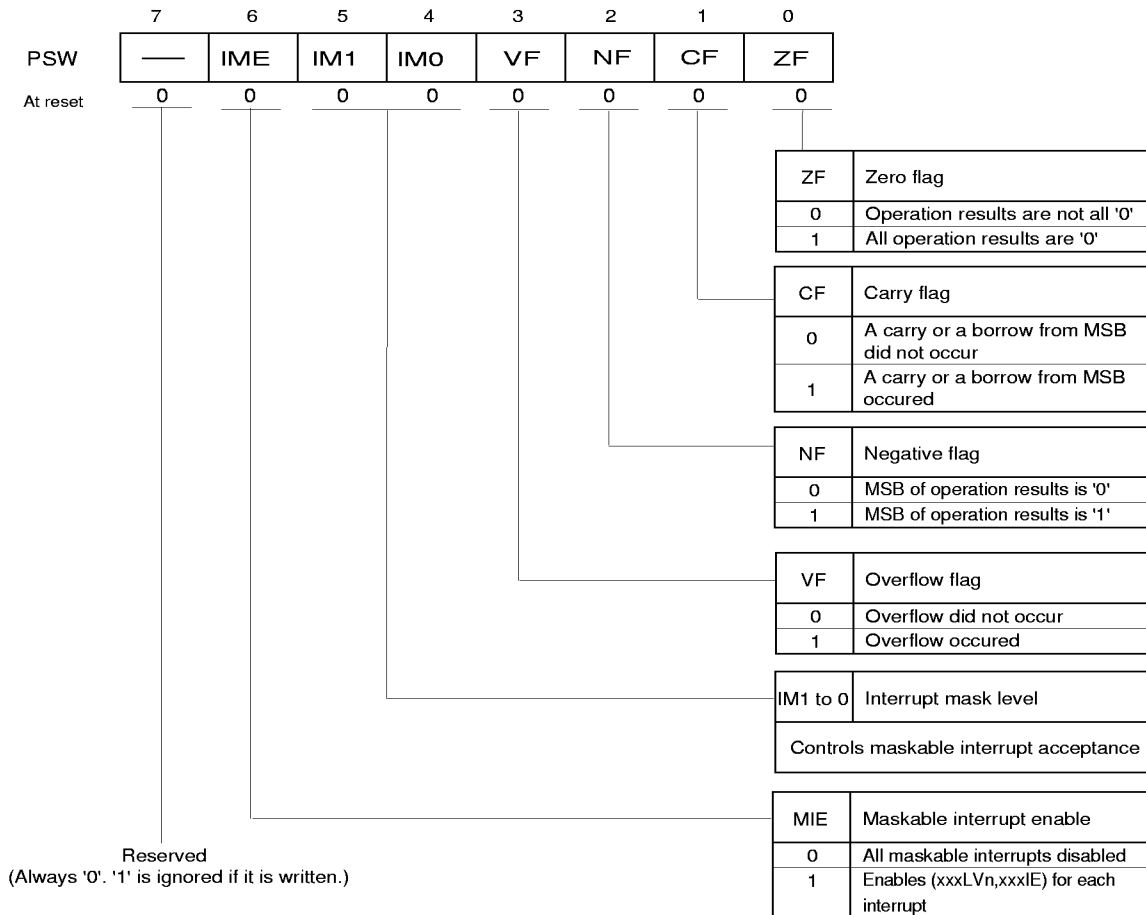 7 6 5 4 3 2 1 0
PSW — IME IM1 IM0 VF NF CF ZF
At reset 0 0 0 0 0 0 0 0
ZF Zero flag
0 Operation results are not all '0'
1 All operation results are '0'
CF Carry flag
0 A carry or a borrow from MSB
did not occur
1 A carry or a borrow from MSB
occured
NF Negative flag
0 MSB of operation results is '0'
1 MSB of operation results is '1'
VF Overflow flag
0 Overflow did not occur
1 Overflow occured
IM1 to 0 Interrupt mask level
Controls maskable interrupt acceptance
MIE Maskable interrupt enable
0 All maskable interrupts disabled
1 Enables (xxxLVn,xxxIE) for each
interrupt
Reserved
(Always '0'. '1' is ignored if it is written.)